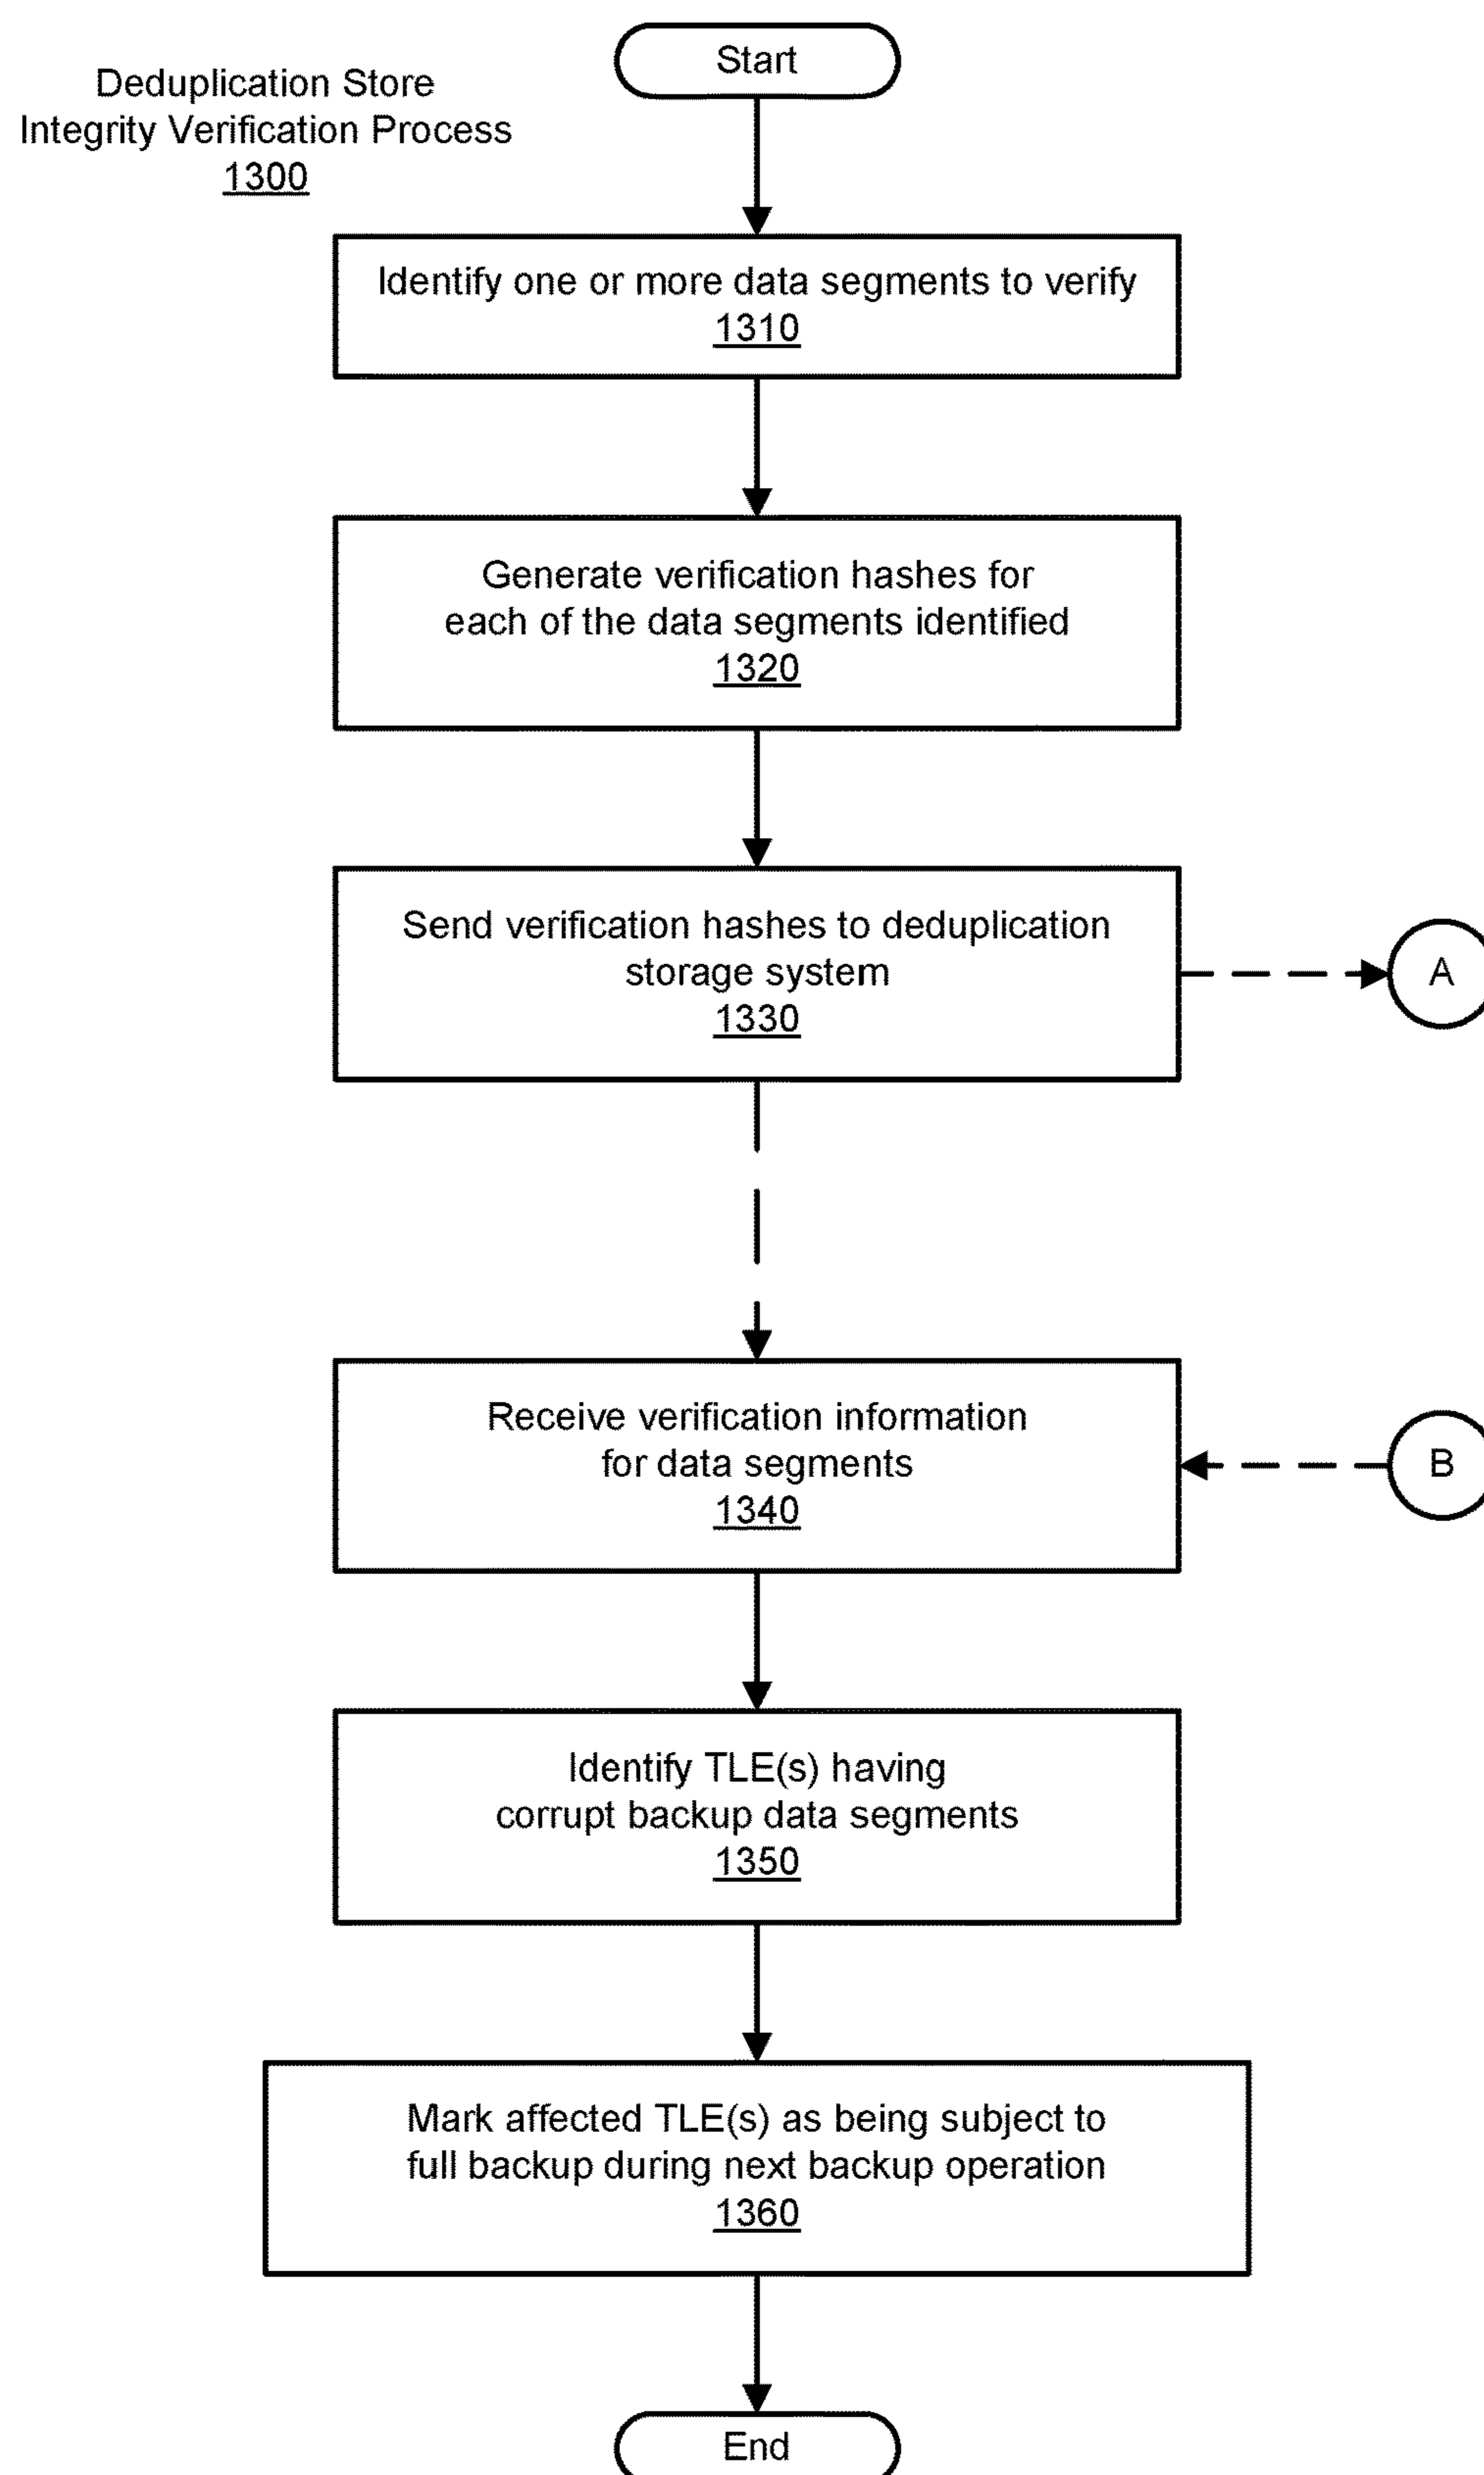 Start
Deduplication Store
Integrity Verification Process
1300
Identify one or more data segments to verify
1310
Generate verification hashes for
each of the data segments identified
1320
Send verification hashes to deduplication
storage system
1330
A
Receive verification information
for data segments
1340
B
Identify TLE(s) having
corrupt backup data segments
1350
Mark affected TLE(s) as being subject to
full backup during next backup operation
1360
End